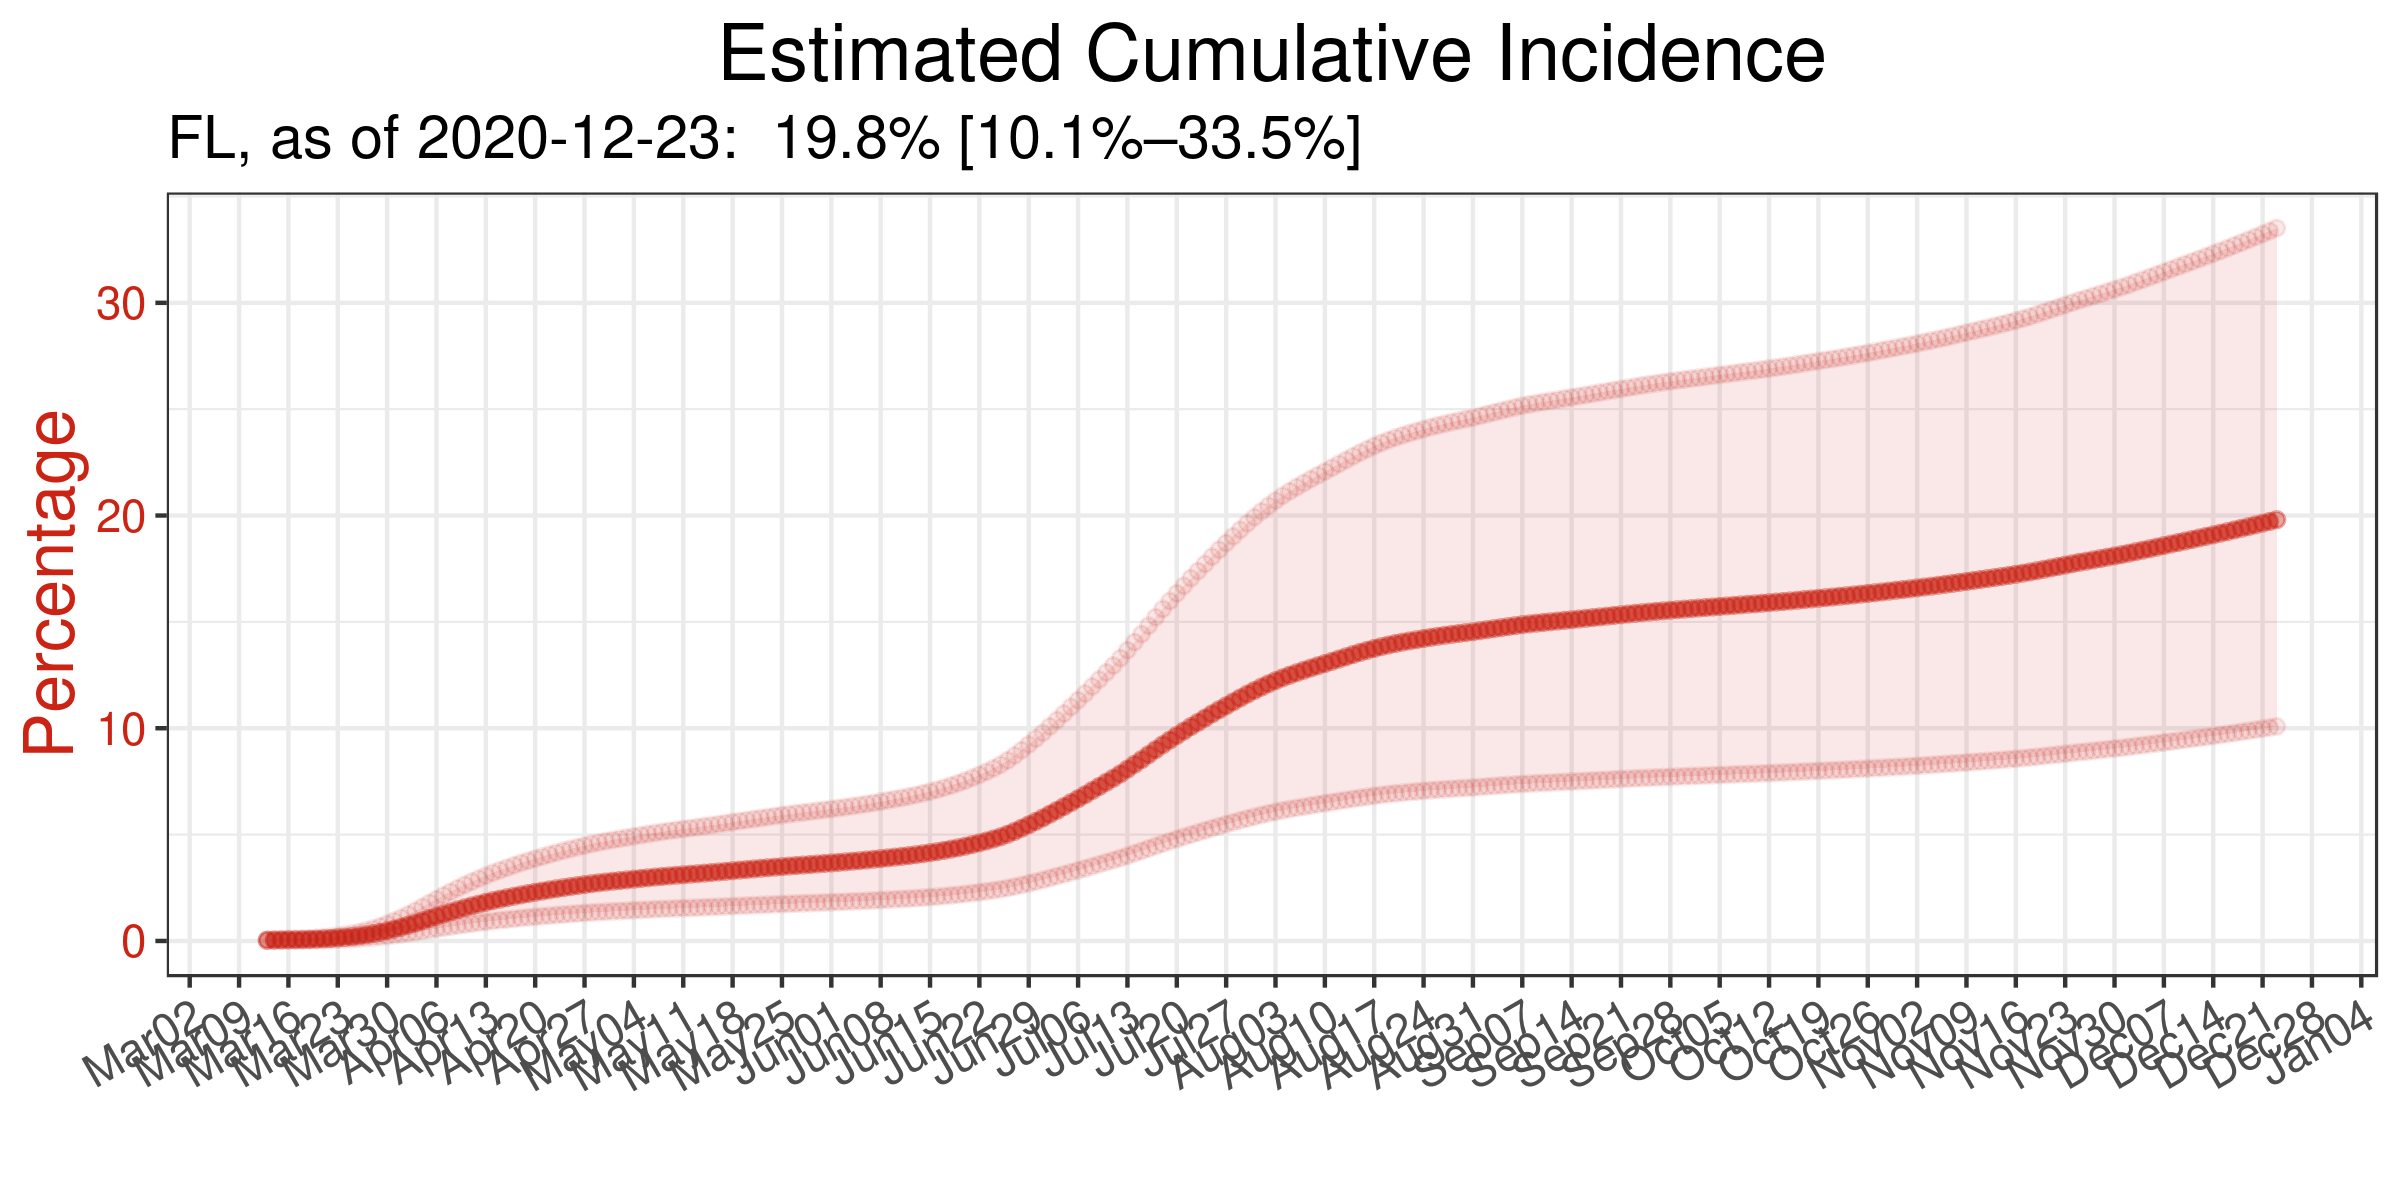 Estimated Cumulative Incidence
FL, as of 2020-12-23:  19.8% [10.1%–33.5%]
Percentage
30
20
10
0
Mar02
Mar09
Mar16
Mar23
Mar30
Apr06
Apr13
Apr20
Apr27
May04
May11
May18
May25
Jun01
Jun08
Jun15
Jun22
Jun29
Jul06
Jul13
Jul20
Jul27
Aug03
Aug10
Aug17
Aug24
Aug31
Sep07
Sep14
Sep21
Sep28
Oct05
Oct12
Oct19
Oct26
Nov02
Nov09
Nov16
Nov23
Nov30
Dec07
Dec14
Dec21
Dec28
Jan04